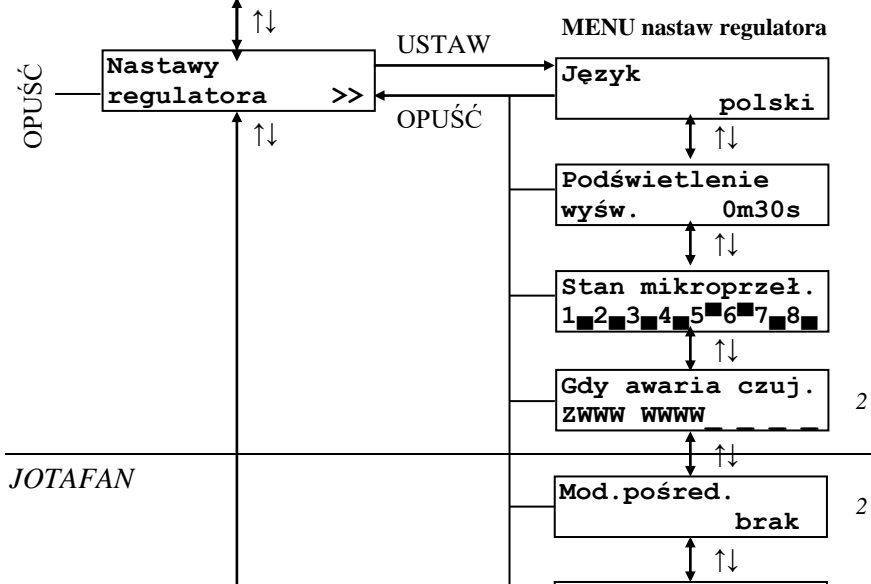 ↑↓
MENU nastaw regulatora
OPUŚĆ
Nastawy
regulatora >>
USTAW
OPUŚĆ
↑↓
Język
polski
↑↓
Podświetlenie
wyśw. 0m30s
↑↓
Stan mikroprzeł.
1▄2▄3▄4▄5▀6▀7▄8▄
↑↓
Gdy awaria czuj.
ZWWW WWWW_ _ _ _
2
↑↓
JOTAFAN
Mod.pośred.
brak
2
↑↓